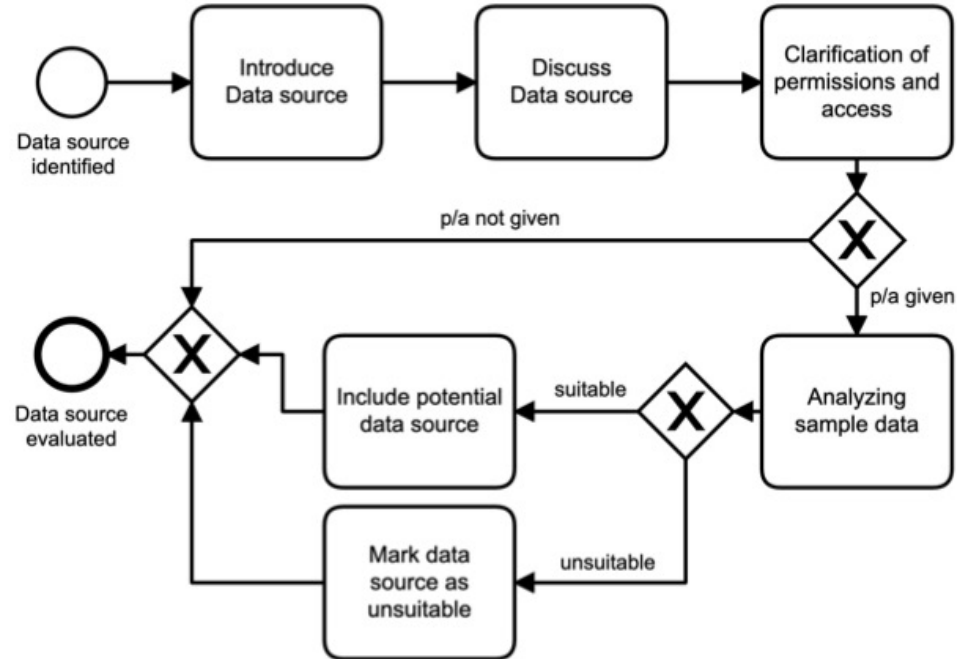 Introduce
Data source
Discuss
Data source
Clarification of
permissions and
access
Data source
identified
p/a not given
X
p/a given
X
Data source
evaluated
Include potential
data source
suitable
X
Analyzing
sample data
Mark data
source as
unsuitable
unsuitable